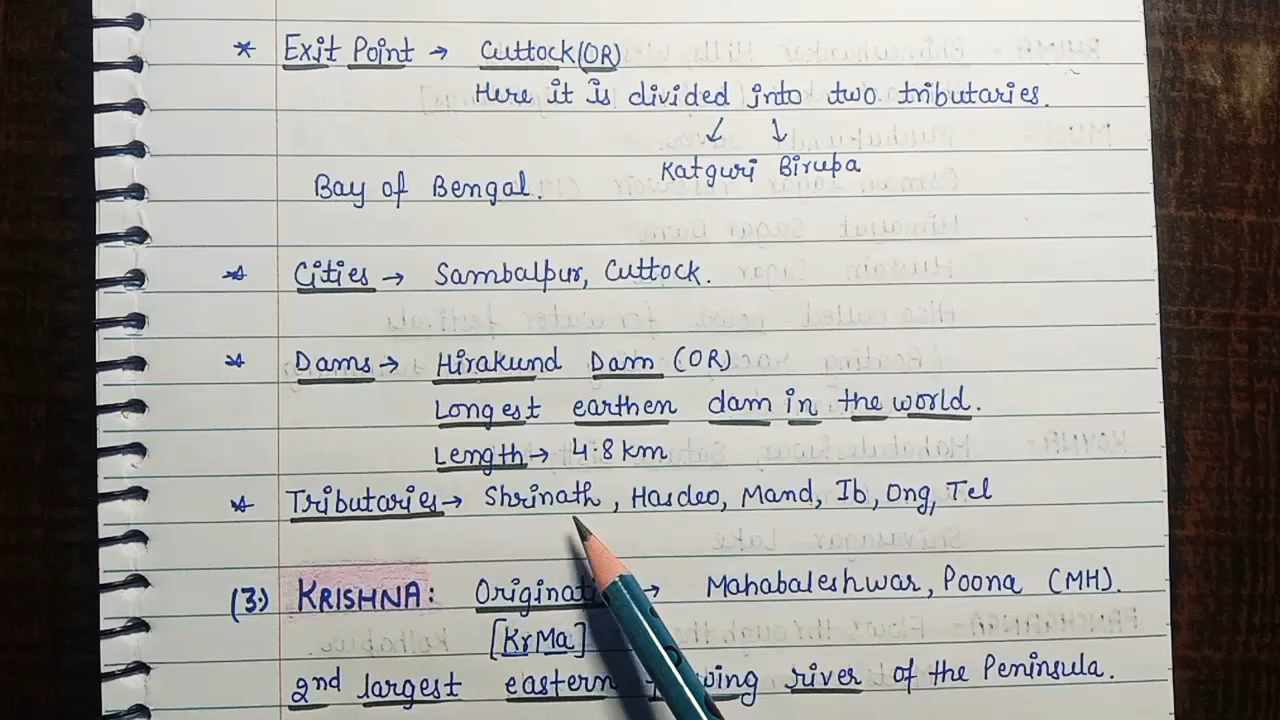 * Exit Point → Cuttock (OR)
Here it is divided into two tributaries.
↙ ↓
Katguri Birupa
Bay of Bengal.
* Cities → Sambalpur, Cuttock.
* Dams → Hirakund Dam (OR)
Longest earthen dam in the world.
Length → 4.8 km
* Tributaries → Shrinath, Hasdeo, Mand, Ib, Ong, Tel
(3.) KRISHNA: Originati → Mahabaleshwar, Poona (MH).
[KrMa]
2nd largest eastern wing river of the Peninsula.